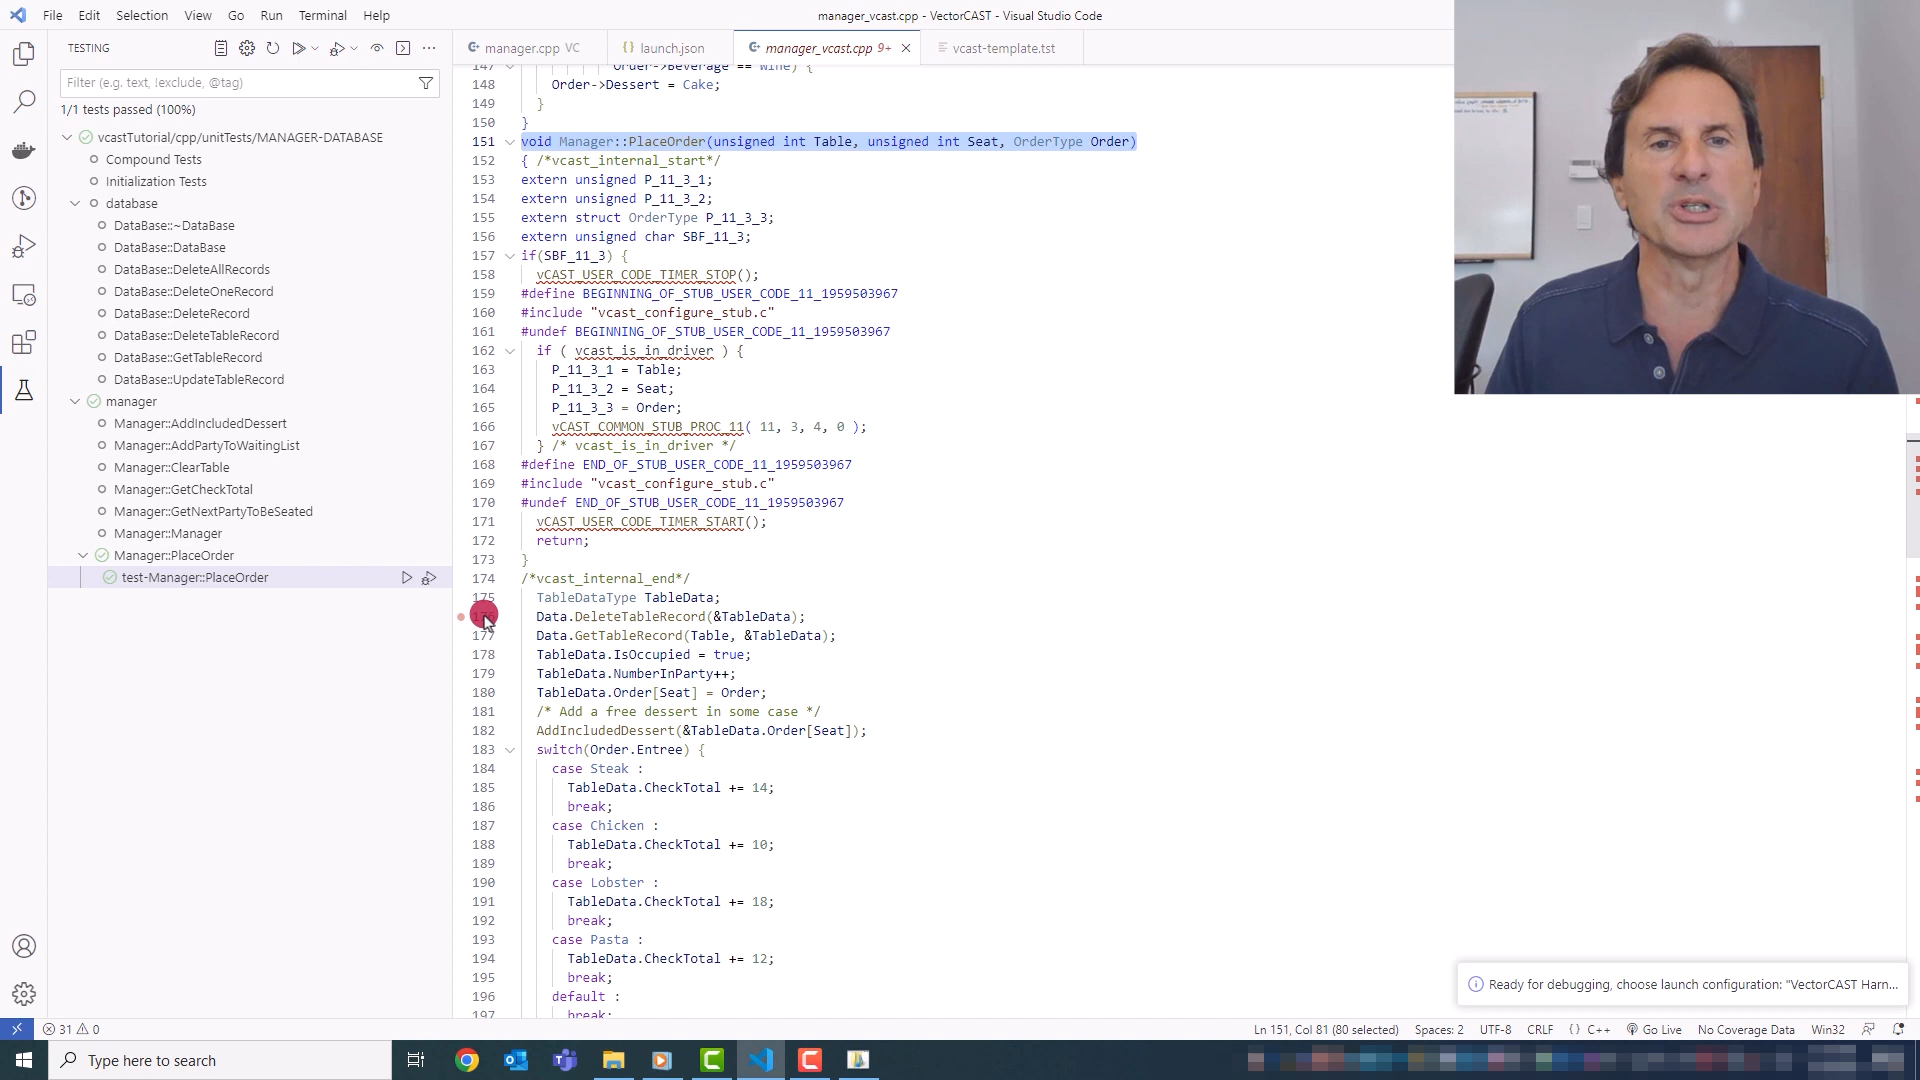 File Edit Selection View Go Run Terminal Help
manager_vcast.cpp - VectorCAST - Visual Studio Code
TESTING
manager.cpp VC
{} launch.json
manager_vcast.cpp 9+
vcast-template.tst
Filter (e.g. text, !exclude, @tag)
1/1 tests passed (100%)
vcastTutorial/cpp/unitTests/MANAGER-DATABASE
Compound Tests
Initialization Tests
database
DataBase::~DataBase
DataBase::DataBase
DataBase::DeleteAllRecords
DataBase::DeleteOneRecord
DataBase::DeleteRecord
DataBase::DeleteTableRecord
DataBase::GetTableRecord
DataBase::UpdateTableRecord
manager
Manager::AddIncludedDessert
Manager::AddPartyToWaitingList
Manager::ClearTable
Manager::GetCheckTotal
Manager::GetNextPartyToBeSeated
Manager::Manager
Manager::PlaceOrder
test-Manager::PlaceOrder
147 Order->Beverage == Wine) {
148 Order->Dessert = Cake;
149 }
150 }
151 void Manager::PlaceOrder(unsigned int Table, unsigned int Seat, OrderType Order)
152 { /*vcast_internal_start*/
153 extern unsigned P_11_3_1;
154 extern unsigned P_11_3_2;
155 extern struct OrderType P_11_3_3;
156 extern unsigned char SBF_11_3;
157 if(SBF_11_3) {
158 vCAST_USER_CODE_TIMER_STOP();
159 #define BEGINNING_OF_STUB_USER_CODE_11_1959503967
160 #include "vcast_configure_stub.c"
161 #undef BEGINNING_OF_STUB_USER_CODE_11_1959503967
162 if ( vcast_is_in_driver ) {
163 P_11_3_1 = Table;
164 P_11_3_2 = Seat;
165 P_11_3_3 = Order;
166 vCAST_COMMON_STUB_PROC_11( 11, 3, 4, 0 );
167 } /* vcast_is_in_driver */
168 #define END_OF_STUB_USER_CODE_11_1959503967
169 #include "vcast_configure_stub.c"
170 #undef END_OF_STUB_USER_CODE_11_1959503967
171 vCAST_USER_CODE_TIMER_START();
172 return;
173 }
174 /*vcast_internal_end*/
175 TableDataType TableData;
176 Data.DeleteTableRecord(&TableData);
177 Data.GetTableRecord(Table, &TableData);
178 TableData.IsOccupied = true;
179 TableData.NumberInParty++;
180 TableData.Order[Seat] = Order;
181 /* Add a free dessert in some case */
182 AddIncludedDessert(&TableData.Order[Seat]);
183 switch(Order.Entree) {
184 case Steak :
185 TableData.CheckTotal += 14;
186 break;
187 case Chicken :
188 TableData.CheckTotal += 10;
189 break;
190 case Lobster :
191 TableData.CheckTotal += 18;
192 break;
193 case Pasta :
194 TableData.CheckTotal += 12;
195 break;
196 default :
197 break;
Ready for debugging, choose launch configuration: "VectorCAST Harn...
31 0
Ln 151, Col 81 (80 selected) Spaces: 2 UTF-8 CRLF {} C++ Go Live No Coverage Data Win32
Type here to search